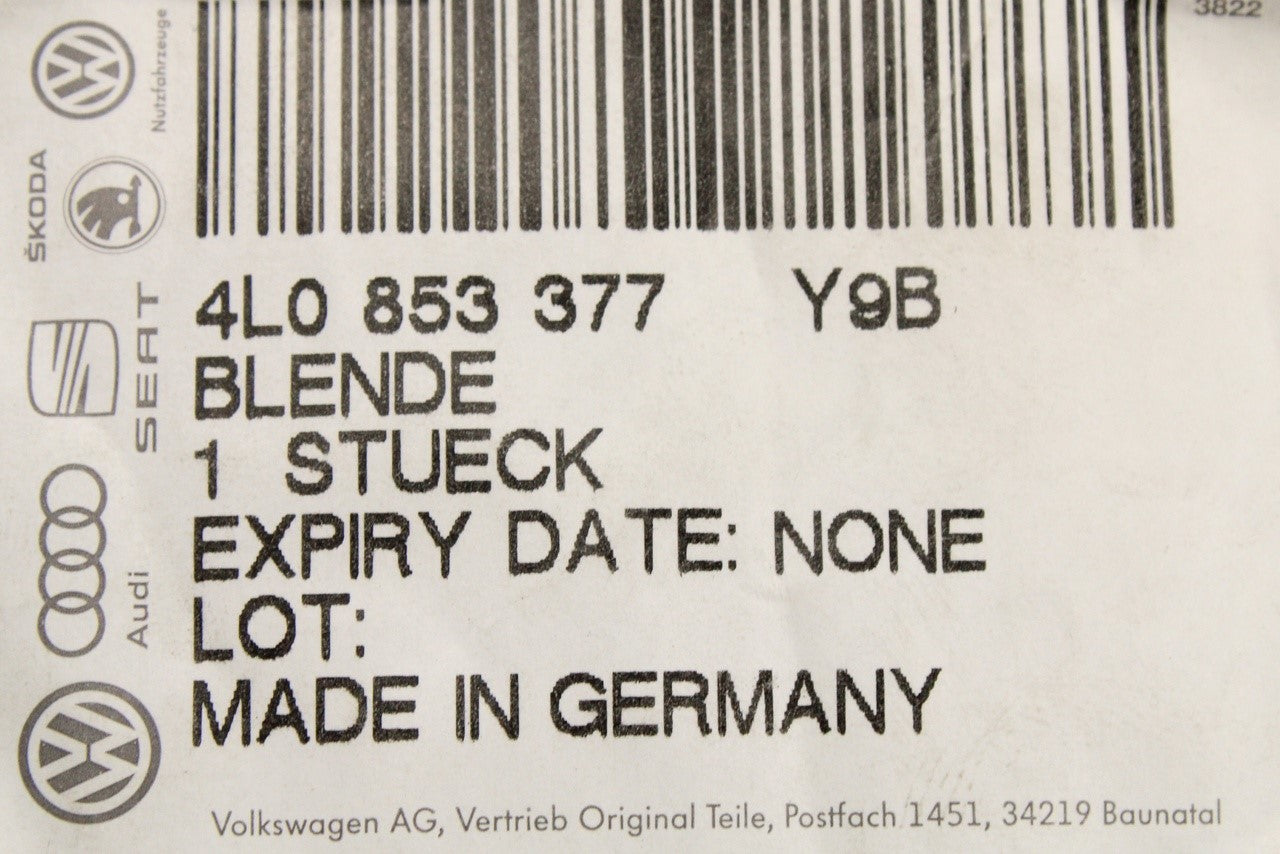 3822
4L0 853 377 Y9B
BLENDE
1 STUECK
EXPIRY DATE: NONE
LOT:
MADE IN GERMANY
Volkswagen AG, Vertrieb Original Teile, Postfach 1451, 34219 Baunatal
Nutzfahrzeuge
ŠKODA
SEAT
Audi